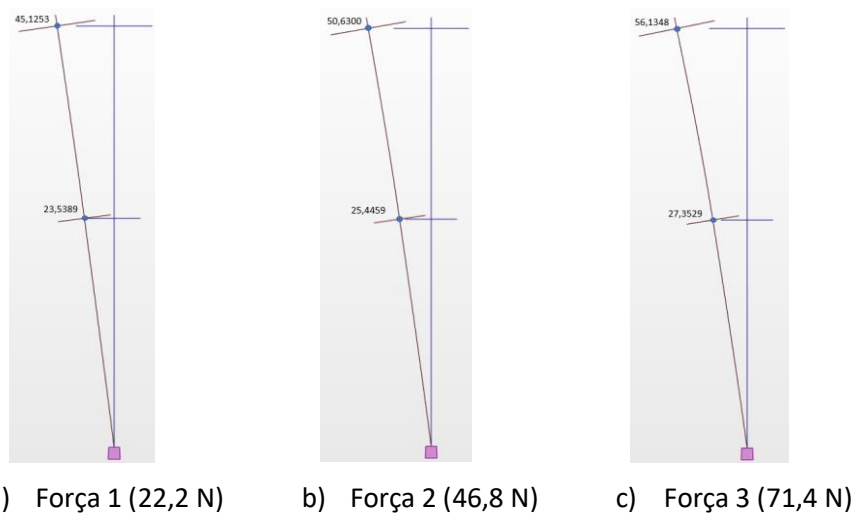 45,1253
50,6300
56,1348
23,5389
25,4459
27,3529
) Força 1 (22,2 N)
b) Força 2 (46,8 N)
c) Força 3 (71,4 N)